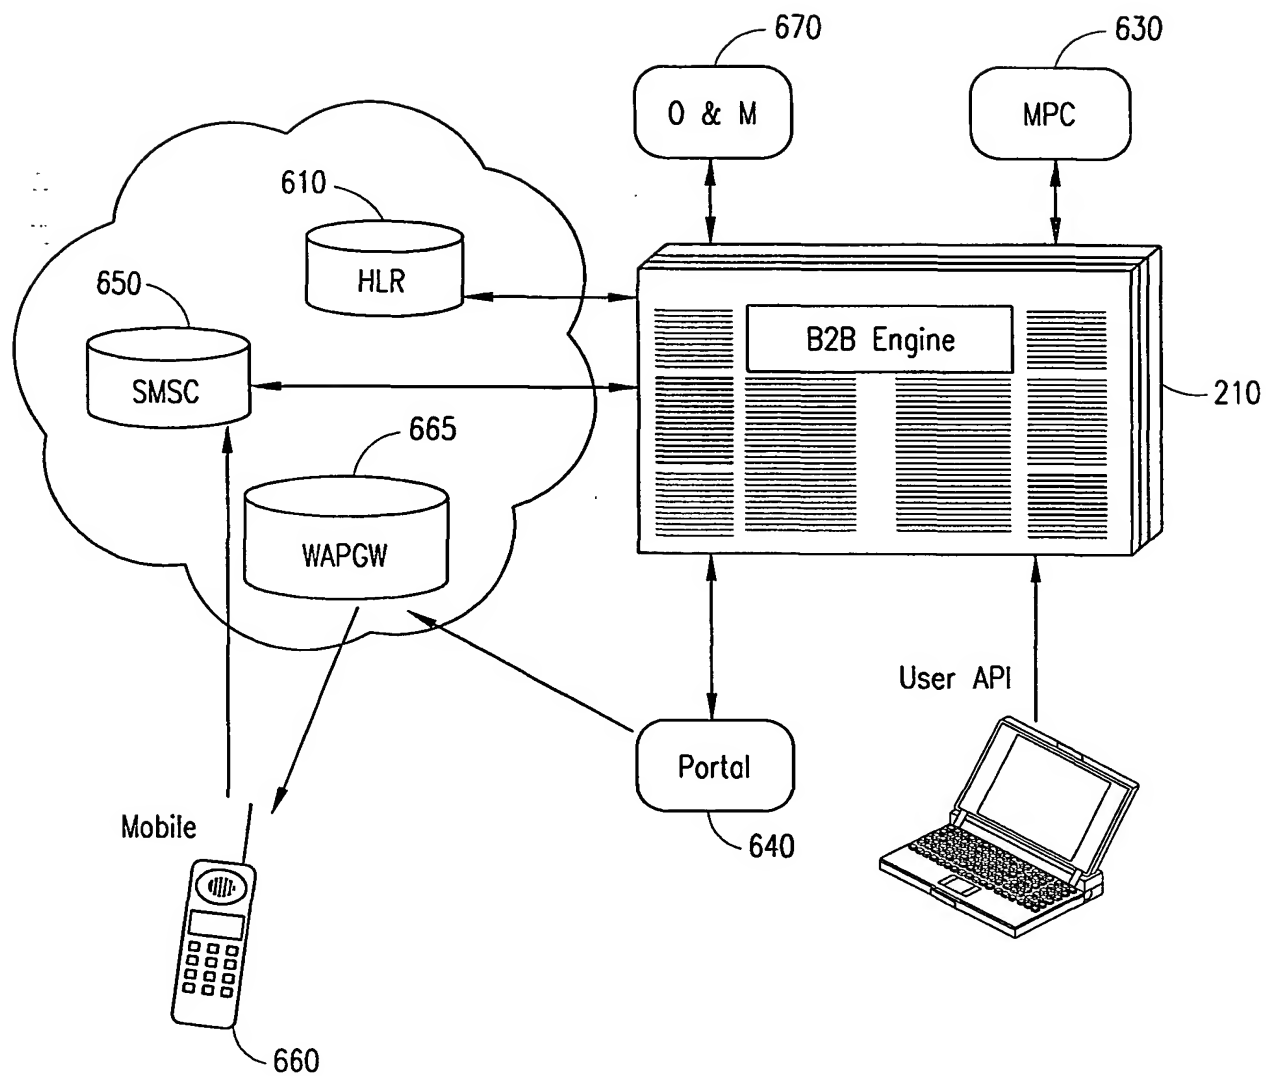 670
630
O & M
MPC
610
HLR
650
SMSC
B2B Engine
210
665
WAPGW
User API
Portal
Mobile
640
660